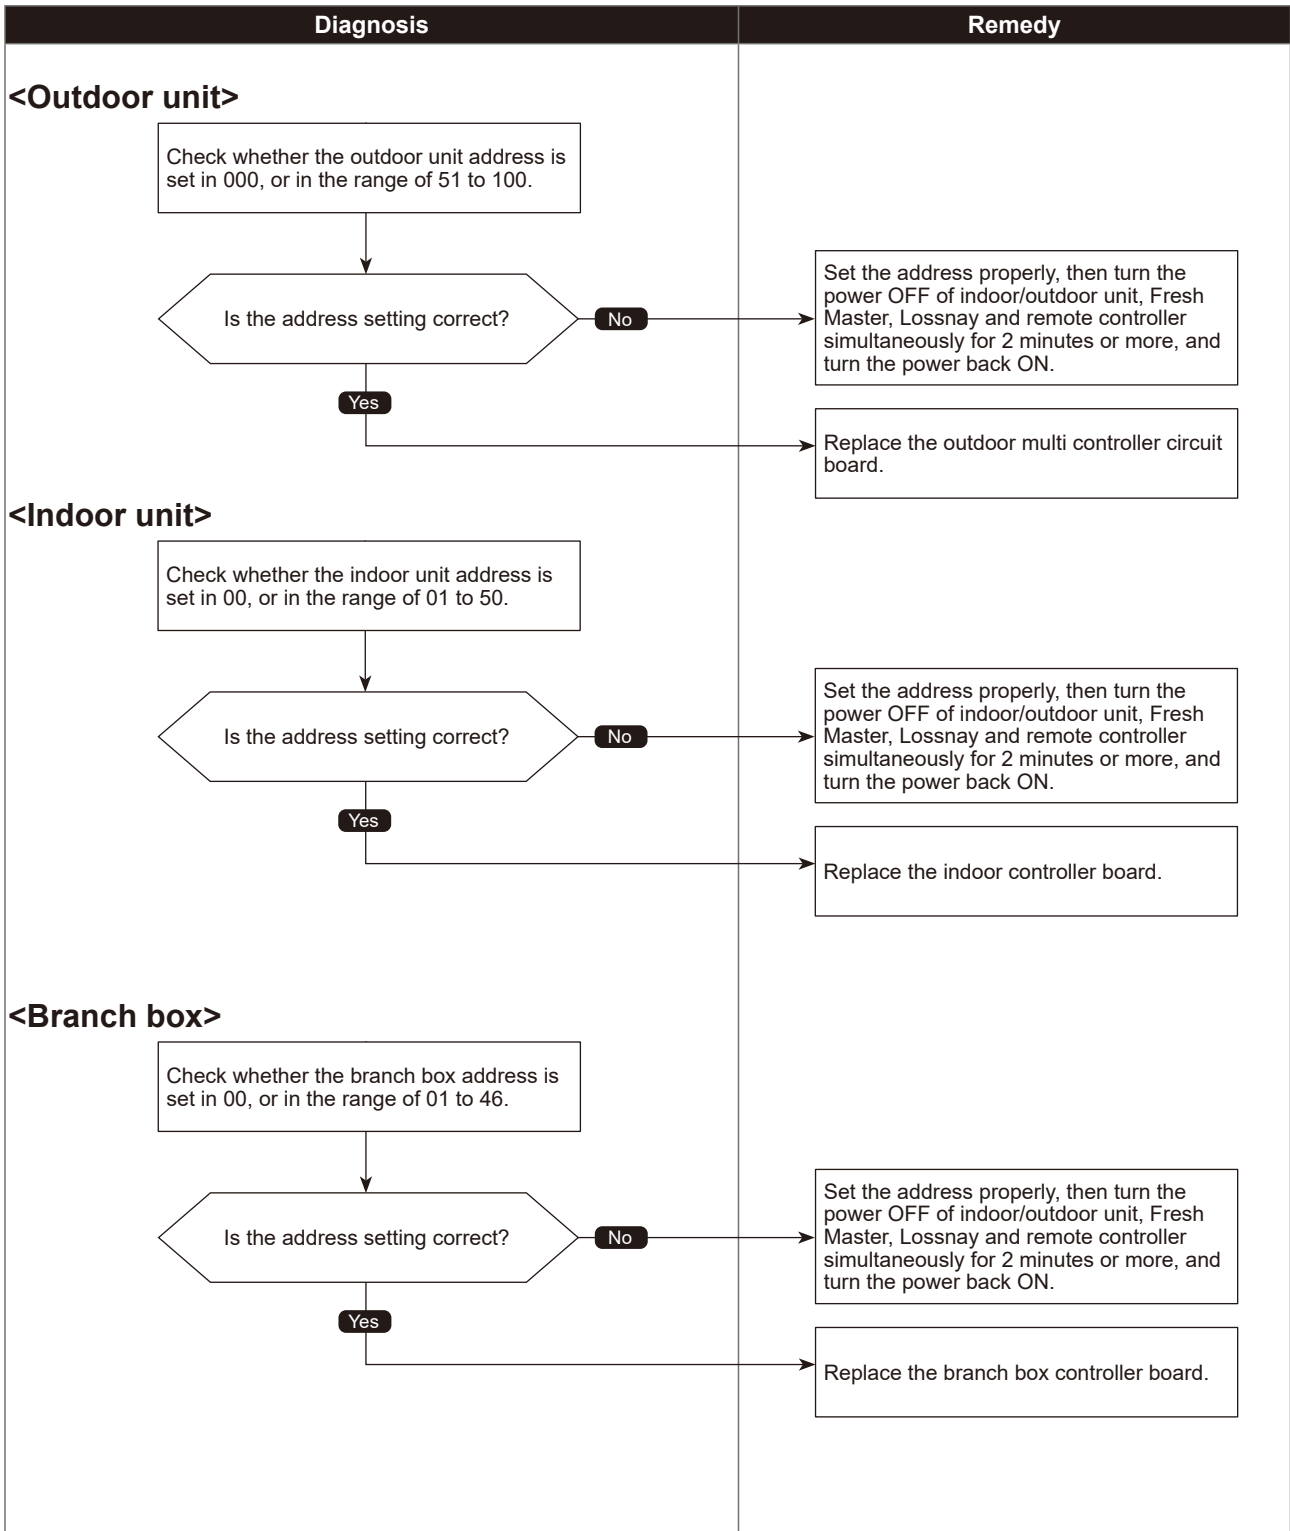 Diagnosis
Remedy
<Outdoor unit>
Check whether the outdoor unit address is
set in 000, or in the range of 51 to 100.
Is the address setting correct?
No
Set the address properly, then turn the
power OFF of indoor/outdoor unit, Fresh
Master, Lossnay and remote controller
simultaneously for 2 minutes or more, and
turn the power back ON.
Yes
Replace the outdoor multi controller circuit
board.
<Indoor unit>
Check whether the indoor unit address is
set in 00, or in the range of 01 to 50.
Is the address setting correct?
No
Set the address properly, then turn the
power OFF of indoor/outdoor unit, Fresh
Master, Lossnay and remote controller
simultaneously for 2 minutes or more, and
turn the power back ON.
Yes
Replace the indoor controller board.
<Branch box>
Check whether the branch box address is
set in 00, or in the range of 01 to 46.
Is the address setting correct?
No
Set the address properly, then turn the
power OFF of indoor/outdoor unit, Fresh
Master, Lossnay and remote controller
simultaneously for 2 minutes or more, and
turn the power back ON.
Yes
Replace the branch box controller board.